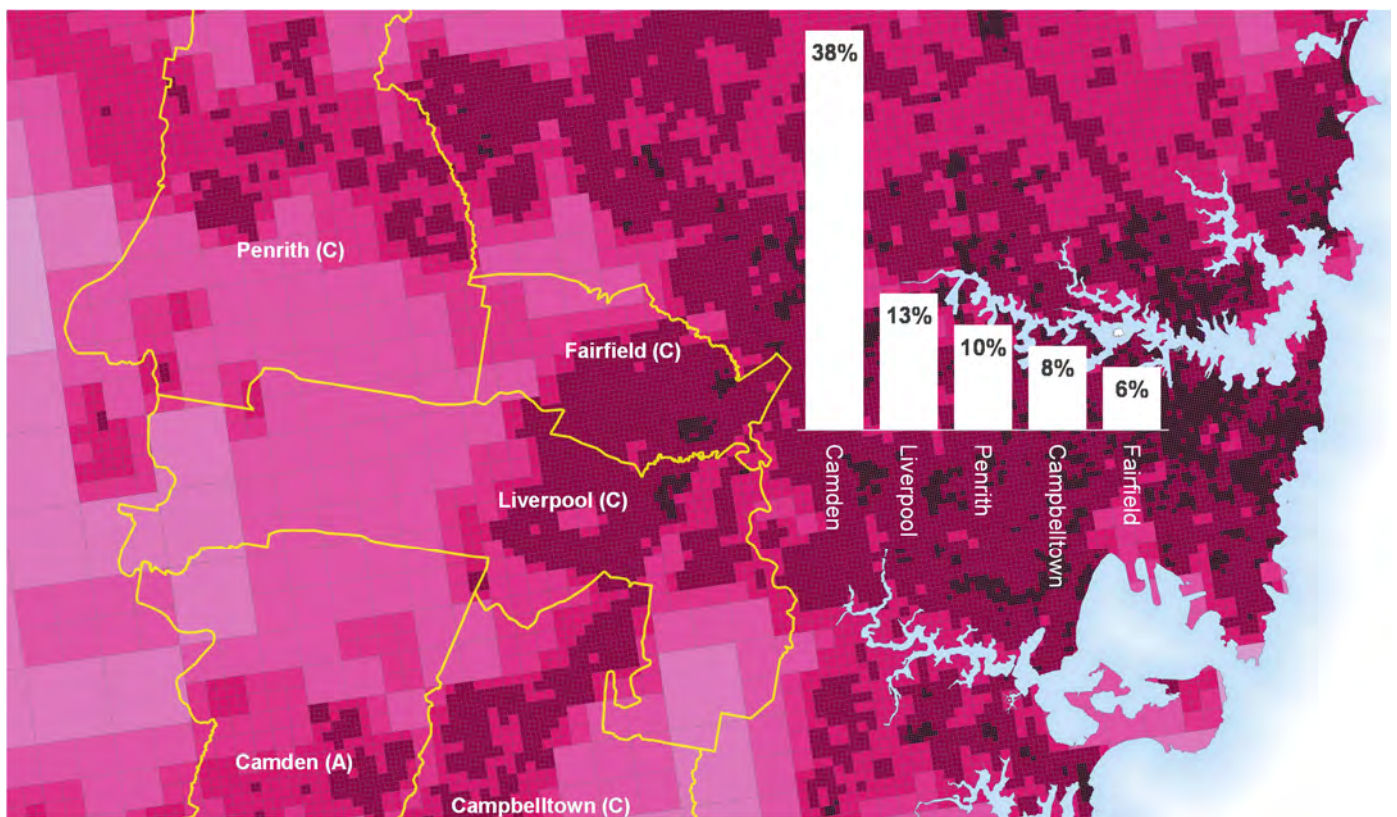 38%
13%
10%
8%
6%
Camden
Liverpool
Penrith
Campbelltown
Fairfield
Penrith (C)
Fairfield (C)
Liverpool (C)
Camden (A)
Campbelltown (C)